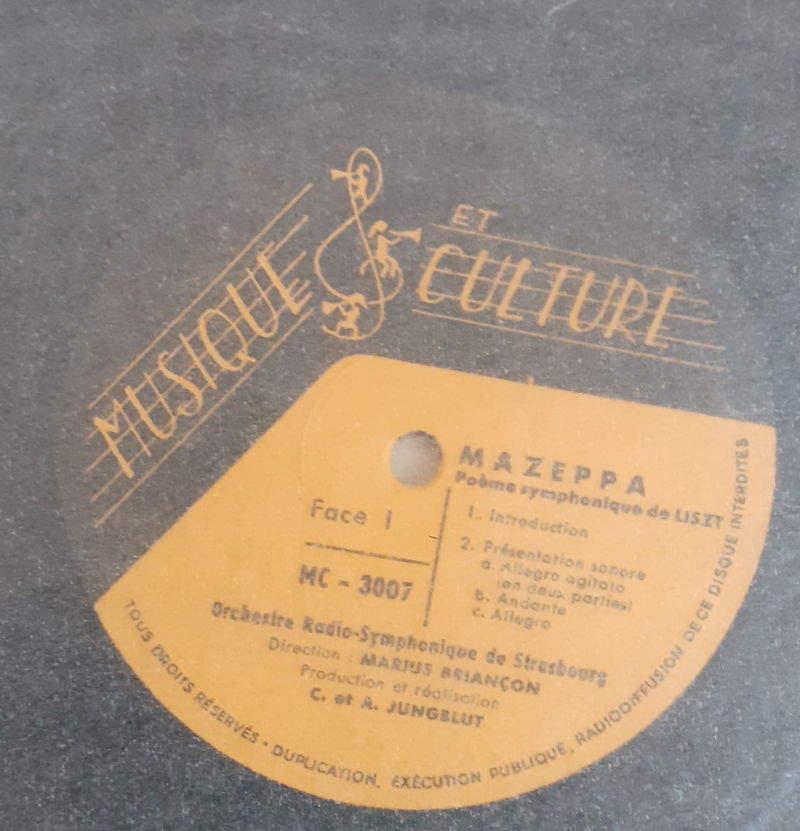 MUSIQUE
ET
CULTURE
MAZEPPA
Poème symphonique de LISZT
1. Introduction
2. Présentation sonore
a. Allegro agitato
(en deux parties)
b. Andante
c. Allegro
Face 1
MC - 3007
Orchestre Radio-Symphonique de Strasbourg
Direction : MARIUS BRIANÇON
Production et réalisation
C. et R. JUNGBLUT
TOUS DROITS RÉSERVÉS - DUPLICATION, EXÉCUTION PUBLIQUE, RADIODIFFUSION DE CE DISQUE INTERDITES